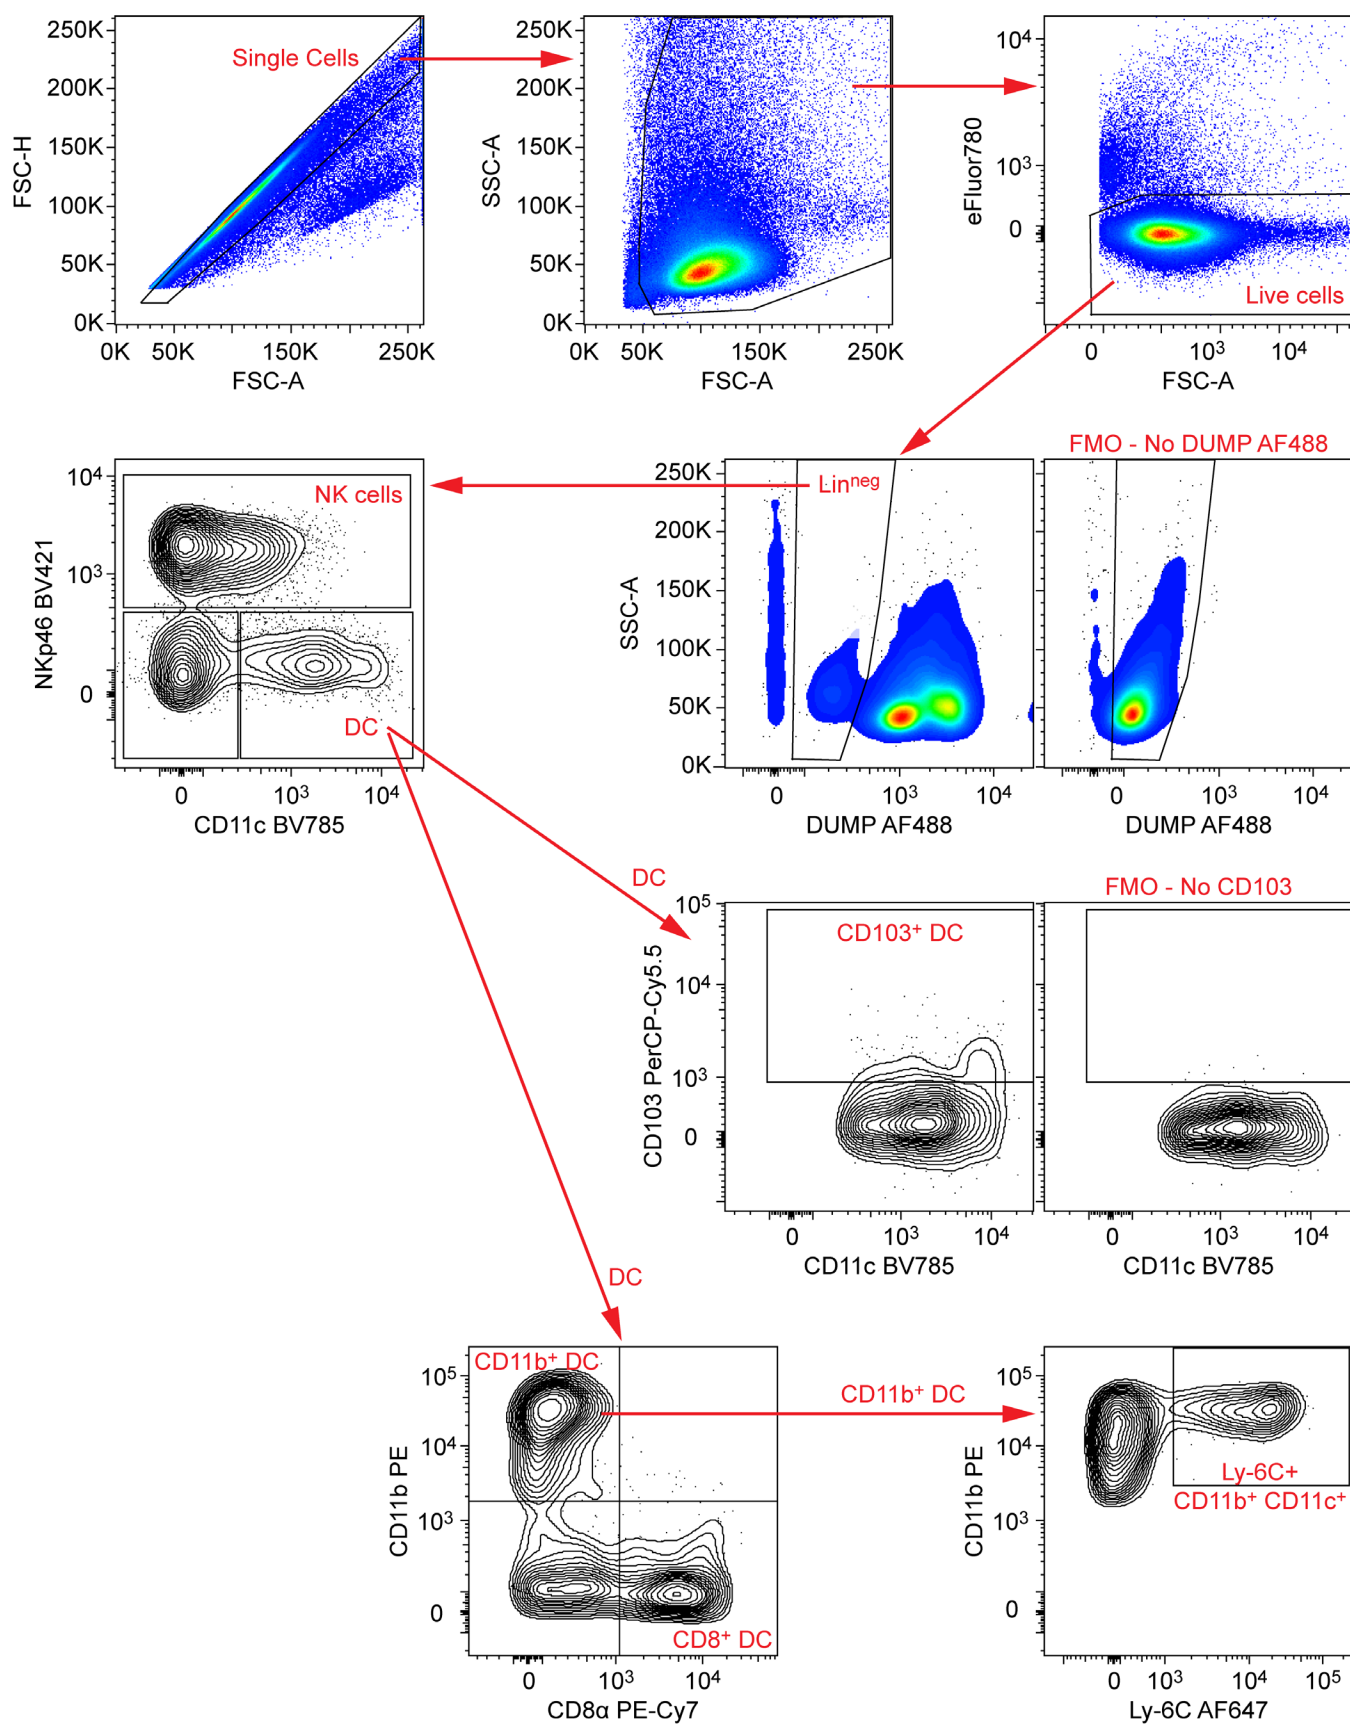 250K
200K
150K
100K
50K
0K
FSC-H
Single Cells
0K
50K
150K
250K
FSC-A
250K
200K
150K
100K
50K
0K
SSC-A
0K
50K
150K
250K
FSC-A
10⁴
10³
0
eFluor780
Live cells
0
10³
10⁴
FSC-A
10⁴
10³
0
NKp46 BV421
NK cells
DC
0
10³
10⁴
CD11c BV785
250K
200K
150K
100K
50K
0K
SSC-A
Linⁿᵉᵍ
0
10³
10⁴
DUMP AF488
FMO - No DUMP AF488
0
10³
10⁴
DUMP AF488
DC
10⁵
10⁴
10³
0
CD103 PerCP-Cy5.5
CD103⁺ DC
0
10³
10⁴
CD11c BV785
FMO - No CD103
0
10³
10⁴
CD11c BV785
DC
10⁵
10⁴
10³
0
CD11b PE
CD11b⁺ DC
CD8⁺ DC
0
10³
10⁴
CD8α PE-Cy7
CD11b⁺ DC
10⁵
10⁴
10³
0
CD11b PE
Ly-6C+
CD11b⁺ CD11c⁺
0
10³
10⁴
10⁵
Ly-6C AF647